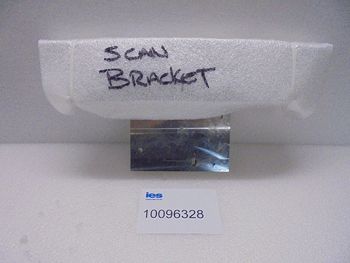 SCAN
BRACKET
ies
10096328